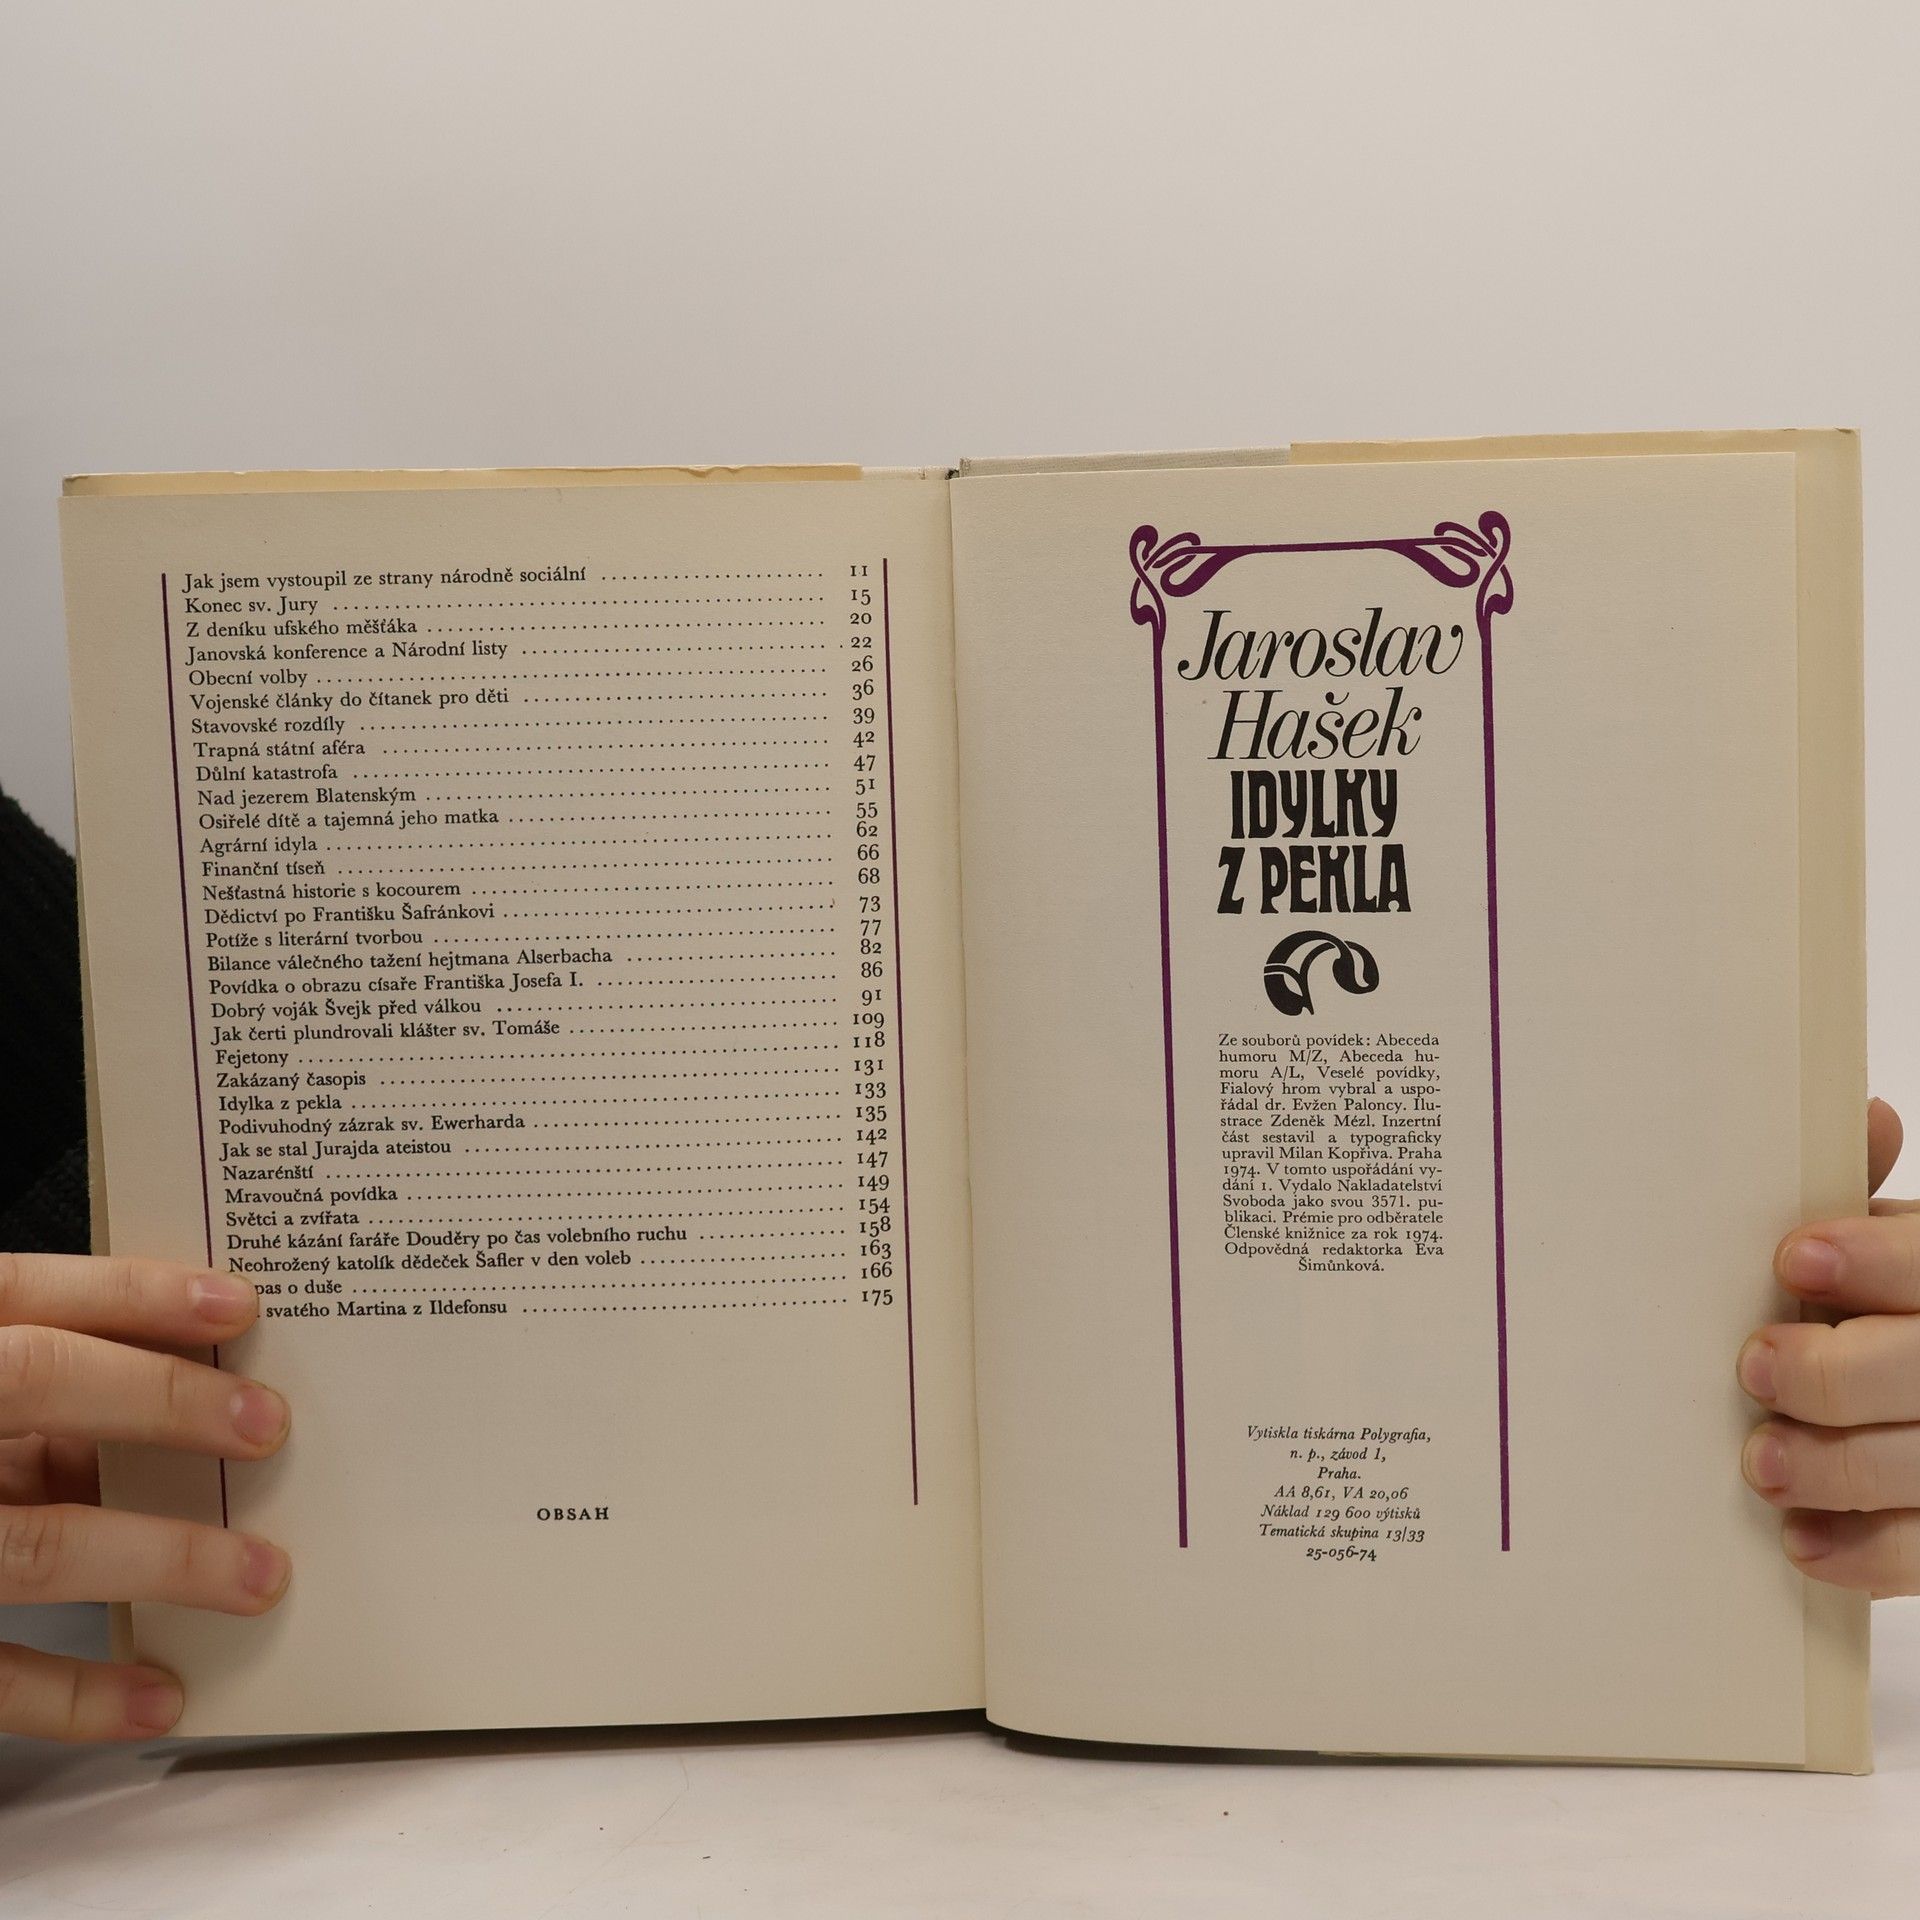 Jak jsem vystoupil ze strany národně sociální ........................ 11
Konec sv. Jury ........................ 15
Z deníku ufského měšťáka ........................ 20
Janovská konference a Národní listy ........................ 22
Obecní volby ........................ 26
Vojenské články do čítanek pro děti ........................ 36
Stavovské rozdíly ........................ 39
Trapná státní aféra ........................ 42
Důlní katastrofa ........................ 47
Nad jezerem Blatenským ........................ 51
Osiřelé dítě a tajemná jeho matka ........................ 55
Agrární idyla ........................ 62
Finanční tíseň ........................ 66
Nešťastná historie s kocourem ........................ 68
Dědictví po Františku Šafránkovi ........................ 73
Potíže s literární tvorbou ........................ 77
Bilance válečného tažení hejtmana Alserbacha ........................ 82
Povídka o obrazu císaře Františka Josefa I. ........................ 86
Dobrý voják Švejk před válkou ........................ 91
Jak čerti plundrovali klášter sv. Tomáše ........................ 109
Fejetony ........................ 118
Zakázaný časopis ........................ 131
Idylka z pekla ........................ 133
Podivuhodný zázrak sv. Ewerharda ........................ 135
Jak se stal Jurajda ateistou ........................ 142
Nazarénští ........................ 147
Mravoučná povídka ........................ 149
Světci a zvířata ........................ 154
Druhé kázání faráře Douděry po čas volebního ruchu ........................ 158
Neohrožený katolík dědeček Šafler v den voleb ........................ 163
pas o duše ........................ 166
svatého Martina z Ildefonsu ........................ 175
OBSAH
Jaroslav
Hašek
IDYLKY
Z PEKLA
Ze souborů povídek: Abeceda
humoru M/Z, Abeceda hu-
moru A/L, Veselé povídky,
Fialový hrom vybral a uspo-
řádal dr. Evžen Paloncy. Ilu-
strace Zdeněk Mézl. Inzertní
část sestavil a typograficky
upravil Milan Kopřiva. Praha
1974. V tomto uspořádání vy-
dání 1. Vydalo Nakladatelství
Svoboda jako svou 3571. pu-
blikaci. Prémie pro odběratele
Členské knižnice za rok 1974.
Odpovědná redaktorka Eva
Šimůnková.
Vytiskla tiskárna Polygrafia,
n. p., závod 1,
Praha.
AA 8,61, VA 20,06
Náklad 129 600 výtisků
Tematická skupina 13/33
25-056-74